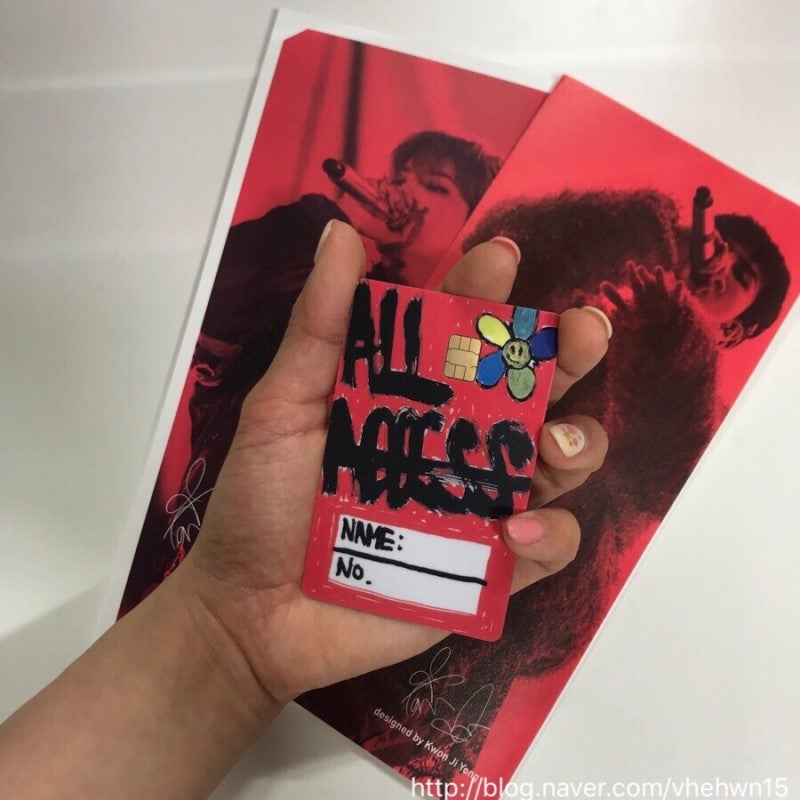 ALL
ACCESS
NAME:
NO.
designed by Kwon Ji Yong
http://blog.naver.com/vhehwn15